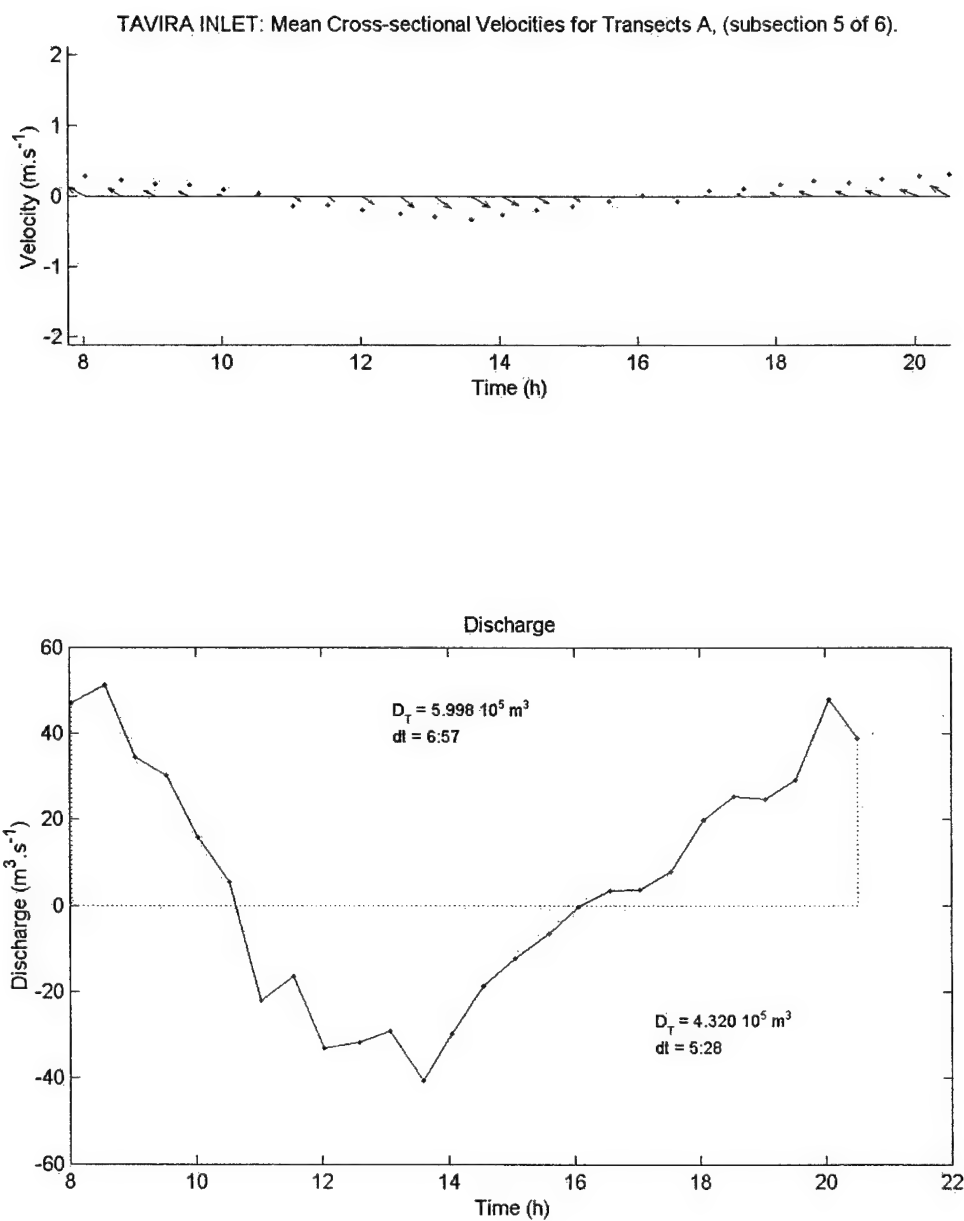 TAVIRA INLET: Mean Cross-sectional Velocities for Transects A, (subsection 5 of 6).
2
1
0
-1
-2
Velocity (m.s⁻¹)
8 10 12 14 16 18 20
Time (h)
Discharge
60
40
20
0
-20
-40
-60
Discharge (m³.s⁻¹)
D_T = 5.998 10⁵ m³
dt = 6:57
D_T = 4.320 10⁵ m³
dt = 5:28
8 10 12 14 16 18 20 22
Time (h)